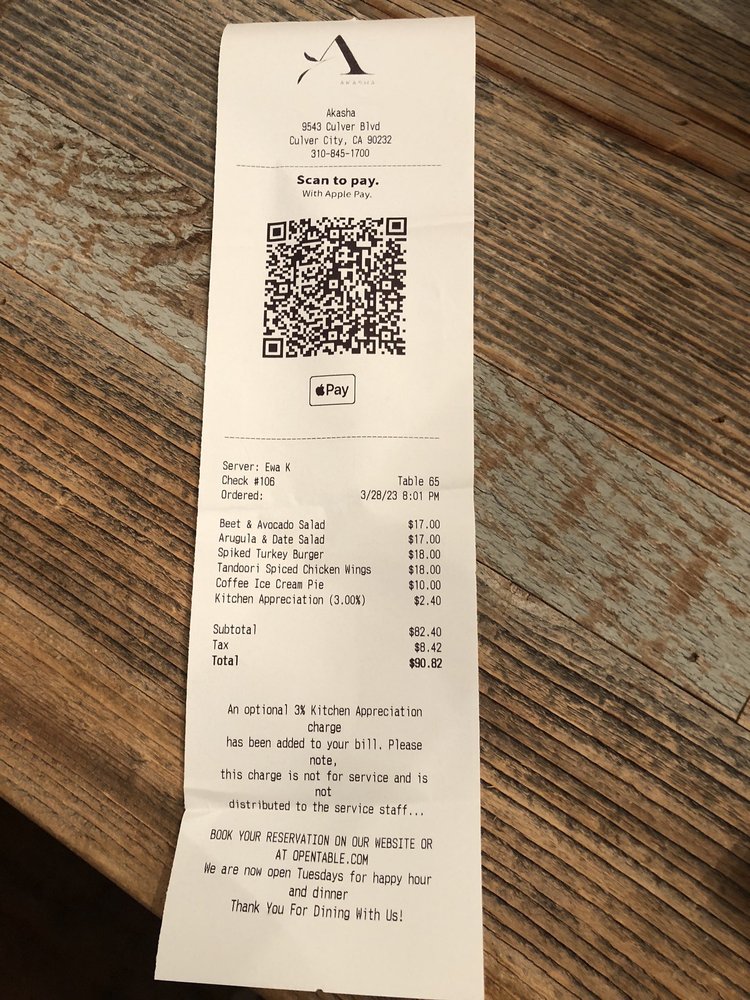 A
AKASHA
Akasha
9543 Culver Blvd
Culver City, CA 90232
310-845-1700
Scan to pay.
With Apple Pay.
Pay
Server: Ewa K
Check #106 Table 65
Ordered: 3/28/23 8:01 PM
Beet & Avocado Salad $17.00
Arugula & Date Salad $17.00
Spiked Turkey Burger $18.00
Tandoori Spiced Chicken Wings $18.00
Coffee Ice Cream Pie $10.00
Kitchen Appreciation (3.00%) $2.40
Subtotal $82.40
Tax $8.42
Total $90.82
An optional 3% Kitchen Appreciation
charge
has been added to your bill. Please
note,
this charge is not for service and is
not
distributed to the service staff...
BOOK YOUR RESERVATION ON OUR WEBSITE OR
AT OPENTABLE.COM
We are now open Tuesdays for happy hour
and dinner
Thank You For Dining With Us!